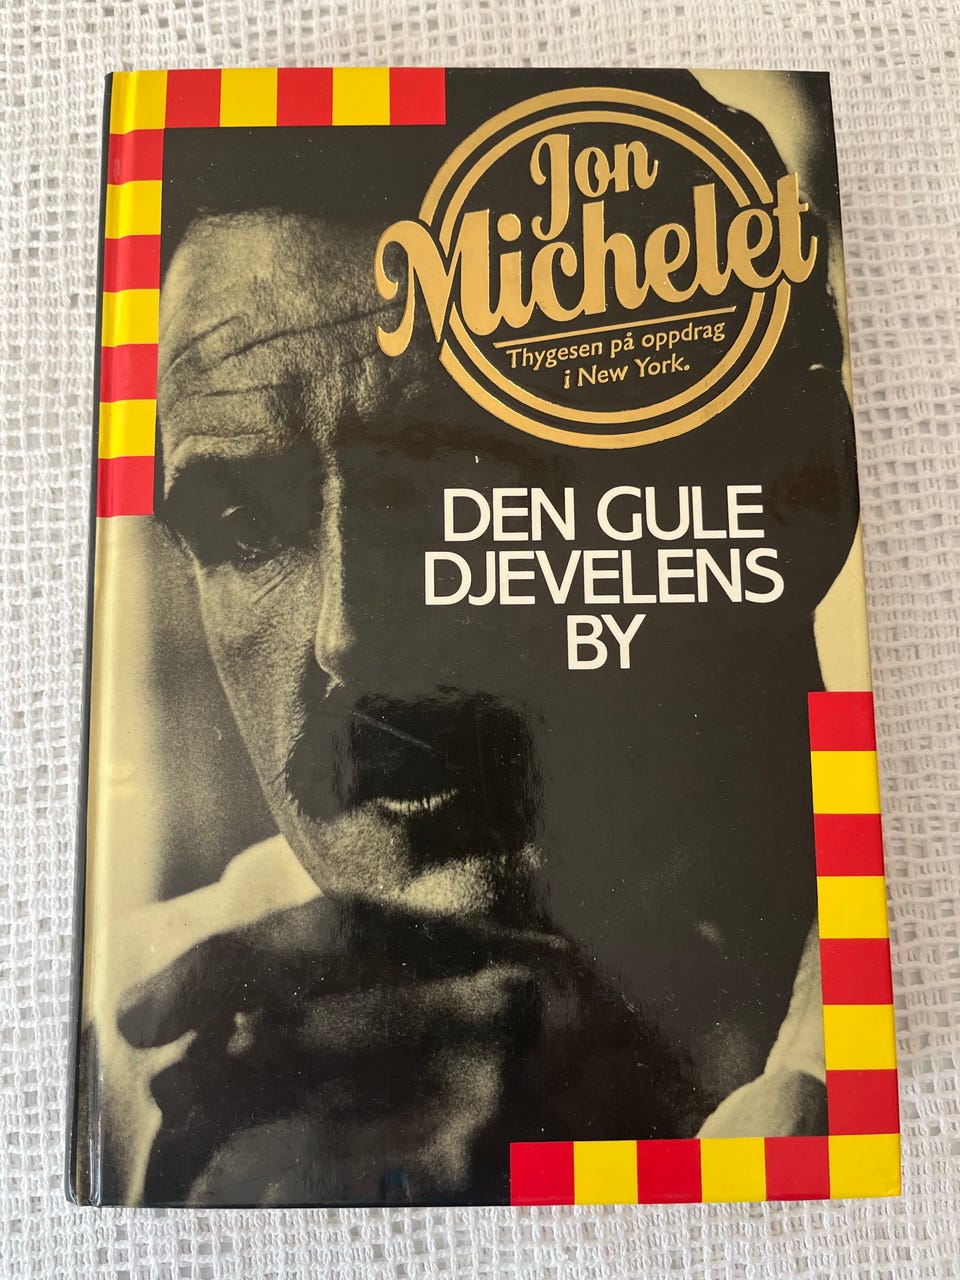 Jon
Michelet
Thygesen på oppdrag
i New York.
DEN GULE
DJEVELENS
BY